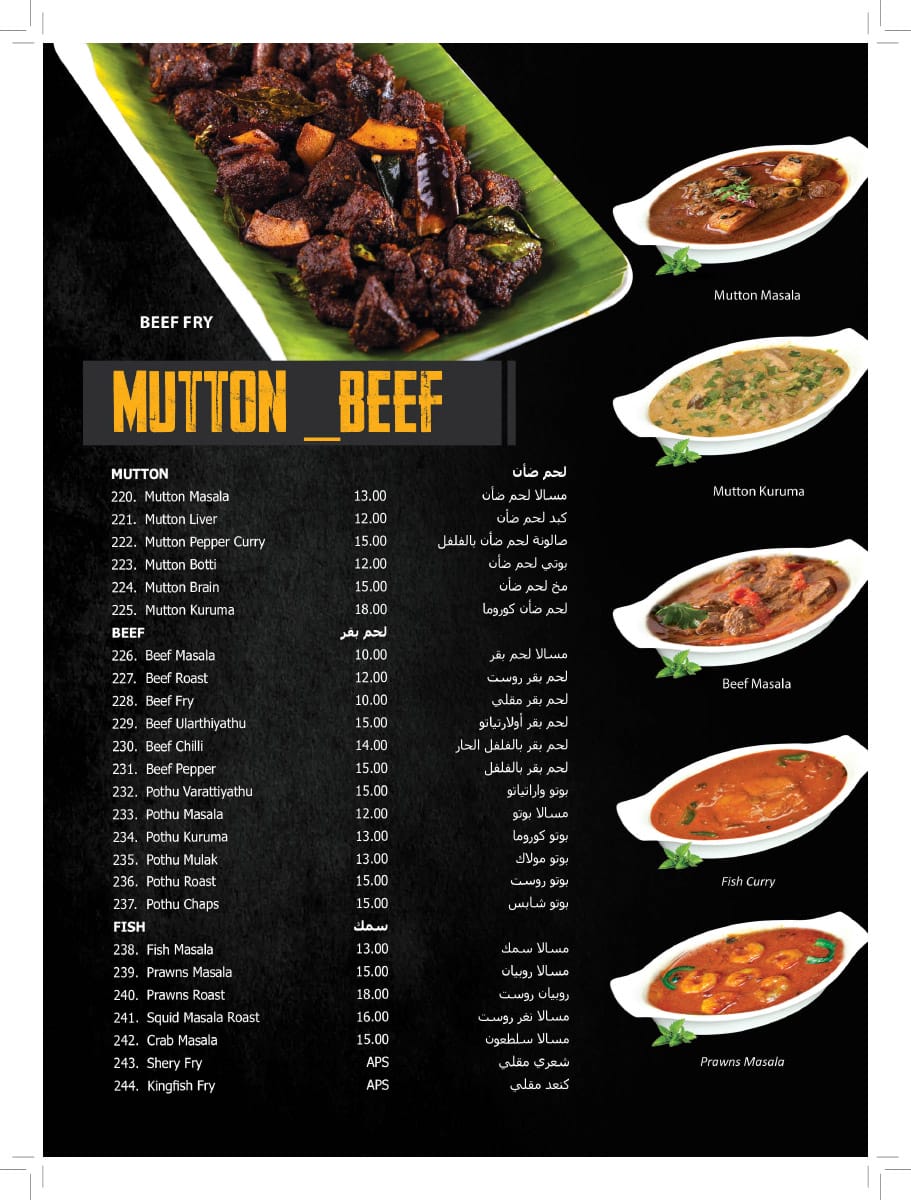 BEEF FRY
MUTTON _BEEF
MUTTON لحم ضأن
220. Mutton Masala 13.00 مسالا لحم ضأن
221. Mutton Liver 12.00 كبد لحم ضأن
222. Mutton Pepper Curry 15.00 صالونة لحم ضأن بالفلفل
223. Mutton Botti 12.00 بوتي لحم ضأن
224. Mutton Brain 15.00 مخ لحم ضأن
225. Mutton Kuruma 18.00 لحم ضأن كوروما
BEEF لحم بقر
226. Beef Masala 10.00 مسالا لحم بقر
227. Beef Roast 12.00 لحم بقر روست
228. Beef Fry 10.00 لحم بقر مقلي
229. Beef Ularthiyathu 15.00 لحم بقر أولارتياتو
230. Beef Chilli 14.00 لحم بقر بالفلفل الحار
231. Beef Pepper 15.00 لحم بقر بالفلفل
232. Pothu Varattiyathu 15.00 بوتو واراتياتو
233. Pothu Masala 12.00 مسالا بوتو
234. Pothu Kuruma 13.00 بوتو كوروما
235. Pothu Mulak 13.00 بوتو مولاك
236. Pothu Roast 15.00 بوتو روست
237. Pothu Chaps 15.00 بوتو شابس
FISH سمك
238. Fish Masala 13.00 مسالا سمك
239. Prawns Masala 15.00 مسالا روبيان
240. Prawns Roast 18.00 روبيان روست
241. Squid Masala Roast 16.00 مسالا نغر روست
242. Crab Masala 15.00 مسالا سلطعون
243. Shery Fry APS شعري مقلي
244. Kingfish Fry APS كنعد مقلي
Mutton Masala
Mutton Kuruma
Beef Masala
Fish Curry
Prawns Masala